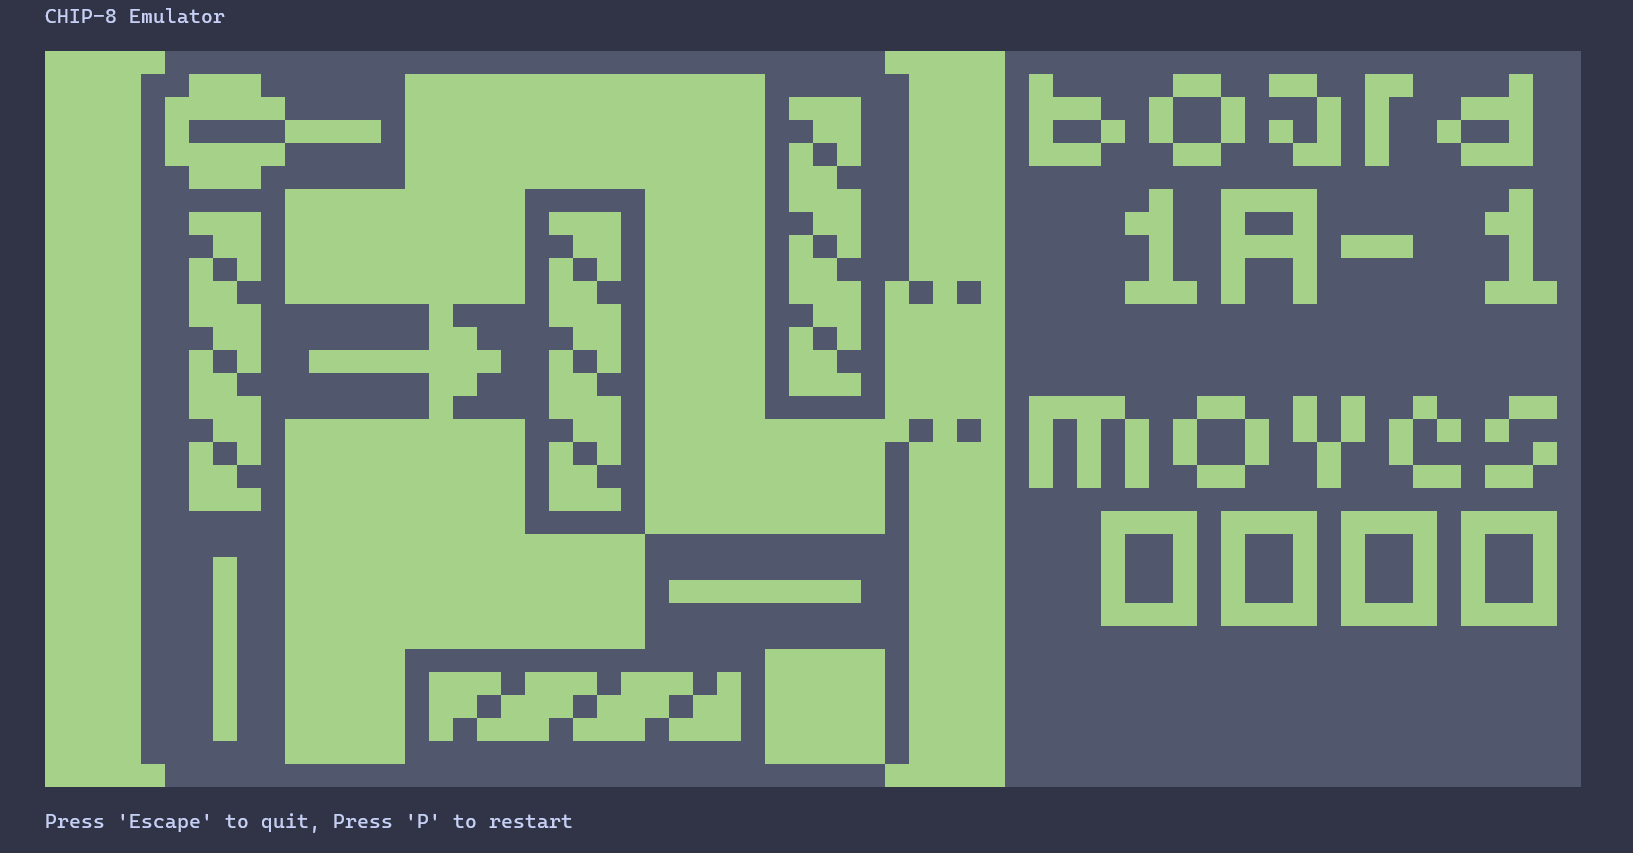 CHIP-8 Emulator
board
1A-1
moves
0000
Press 'Escape' to quit, Press 'P' to restart